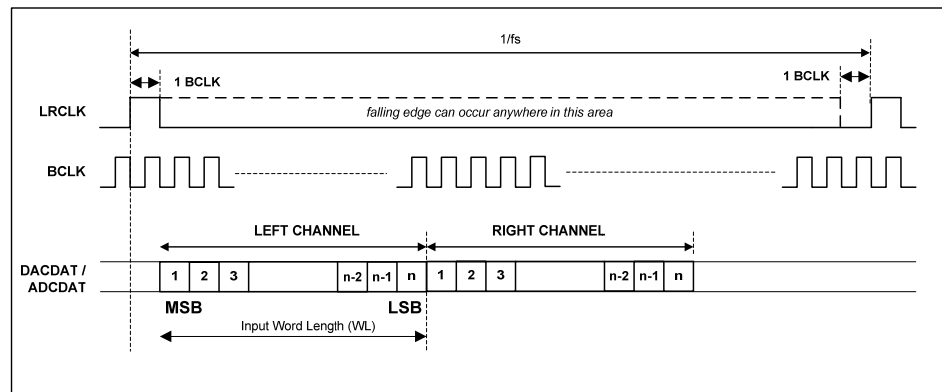 1/fs
1 BCLK
1 BCLK
LRCLK
falling edge can occur anywhere in this area
BCLK
LEFT CHANNEL
RIGHT CHANNEL
DACDAT /
ADCDAT
1 2 3 n-2 n-1 n 1 2 3 n-2 n-1 n
MSB
LSB
Input Word Length (WL)